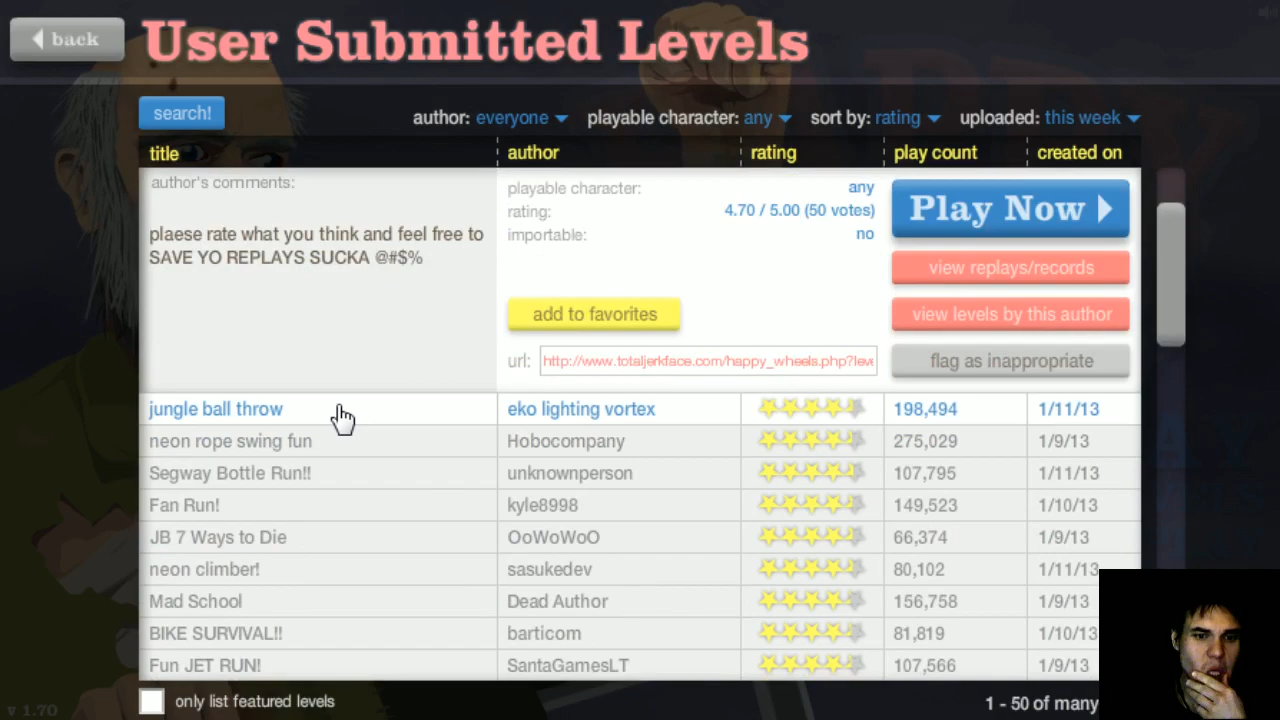 back
User Submitted Levels
search!
author: everyone playable character: any sort by: rating uploaded: this week
title author rating play count created on
author's comments:
plaese rate what you think and feel free to
SAVE YO REPLAYS SUCKA @#$%
playable character: any
rating: 4.70 / 5.00 (50 votes)
importable: no
add to favorites
url: http://www.totaljerkface.com/happy_wheels.php?leve
Play Now
view replays/records
view levels by this author
flag as inappropriate
jungle ball throw eko lighting vortex 198,494 1/11/13
neon rope swing fun Hobocompany 275,029 1/9/13
Segway Bottle Run!! unknownperson 107,795 1/11/13
Fan Run! kyle8998 149,523 1/10/13
JB 7 Ways to Die OoWoWoO 66,374 1/9/13
neon climber! sasukedev 80,102 1/11/13
Mad School Dead Author 156,758 1/9/13
BIKE SURVIVAL!! barticom 81,819 1/10/13
Fun JET RUN! SantaGamesLT 107,566 1/9/13
only list featured levels
1 - 50 of many
v 1.70